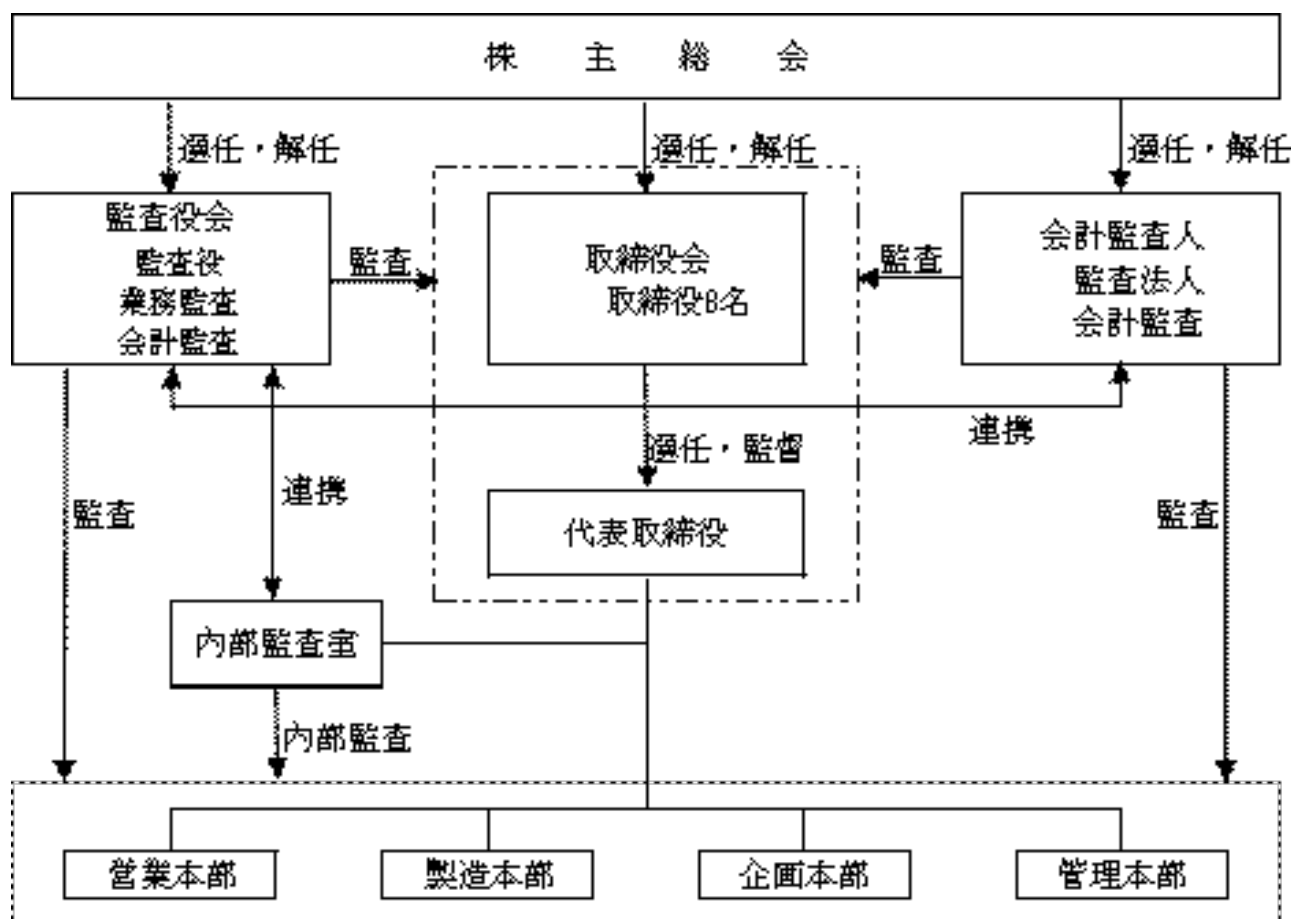 株主総会
選任・解任
選任・解任
選任・解任
監査役会
監査役
業務監査
会計監査
監査
取締役会
取締役8名
監査
会計監査人
監査法人
会計監査
選任・監督
連携
連携
監査
監査
代表取締役
内部監査室
内部監査
営業本部
製造本部
企画本部
管理本部